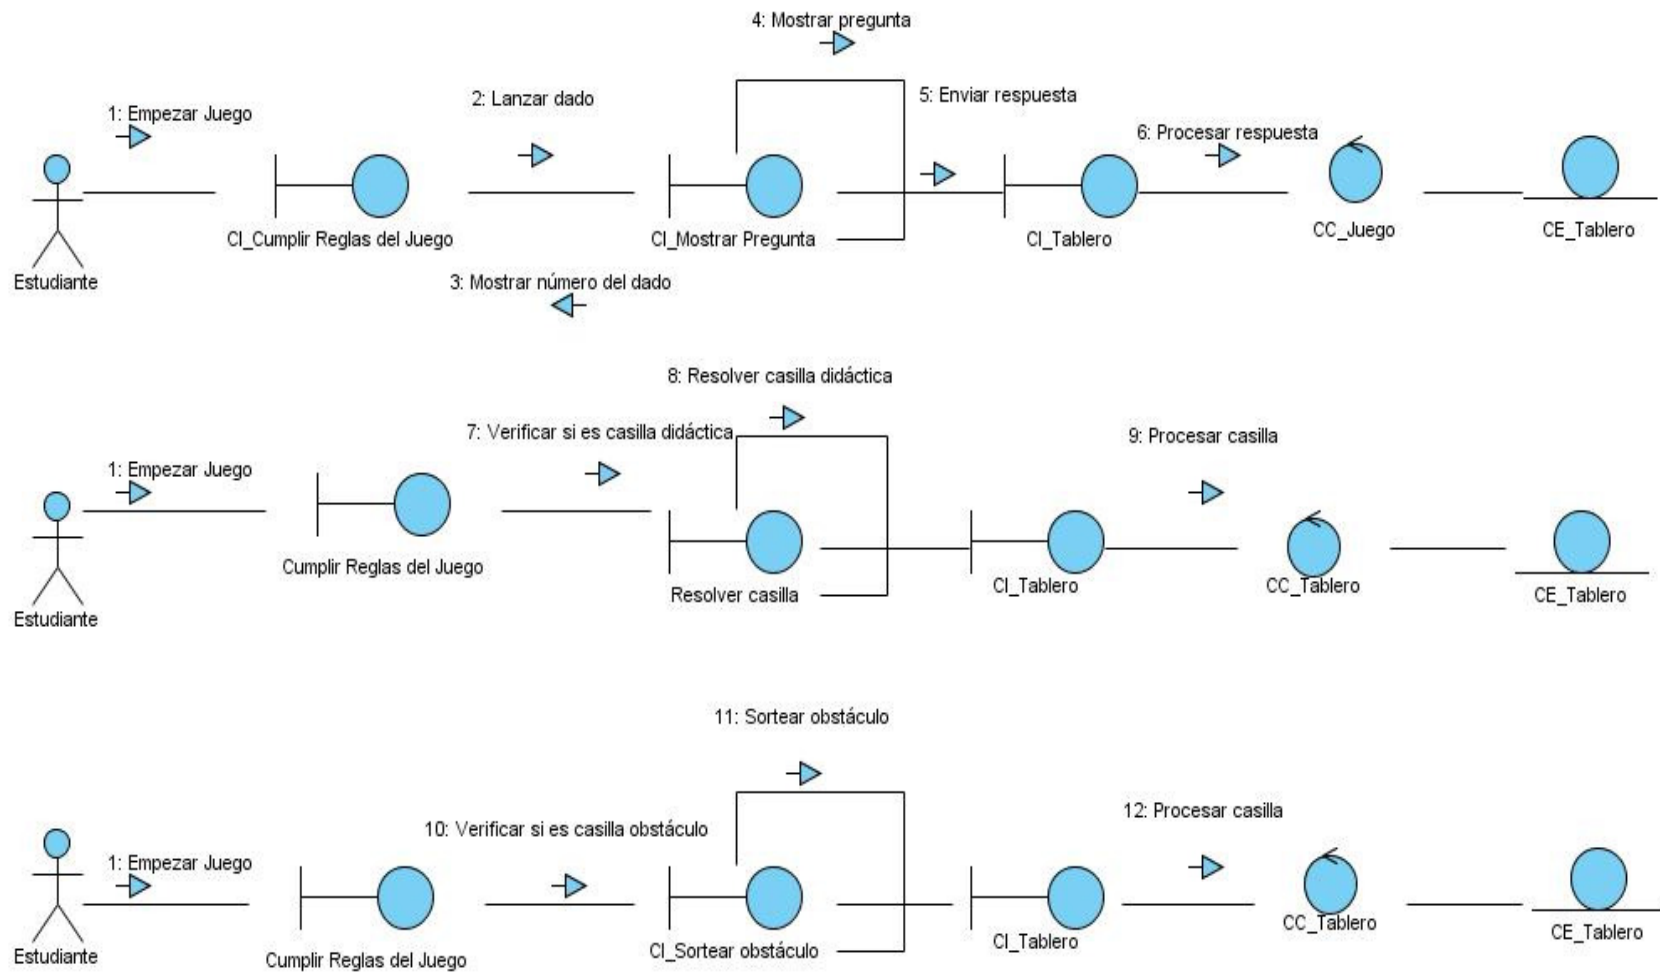 4: Mostrar pregunta
1: Empezar Juego
2: Lanzar dado
5: Enviar respuesta
6: Procesar respuesta
CI_Cumplir Reglas del Juego
CI_Mostrar Pregunta
CI_Tablero
CC_Juego
CE_Tablero
Estudiante
3: Mostrar número del dado
8: Resolver casilla didáctica
7: Verificar si es casilla didáctica
9: Procesar casilla
1: Empezar Juego
Cumplir Reglas del Juego
Resolver casilla
CI_Tablero
CC_Tablero
CE_Tablero
Estudiante
11: Sortear obstáculo
10: Verificar si es casilla obstáculo
12: Procesar casilla
1: Empezar Juego
Estudiante
Cumplir Reglas del Juego
CI_Sortear obstáculo
CI_Tablero
CC_Tablero
CE_Tablero